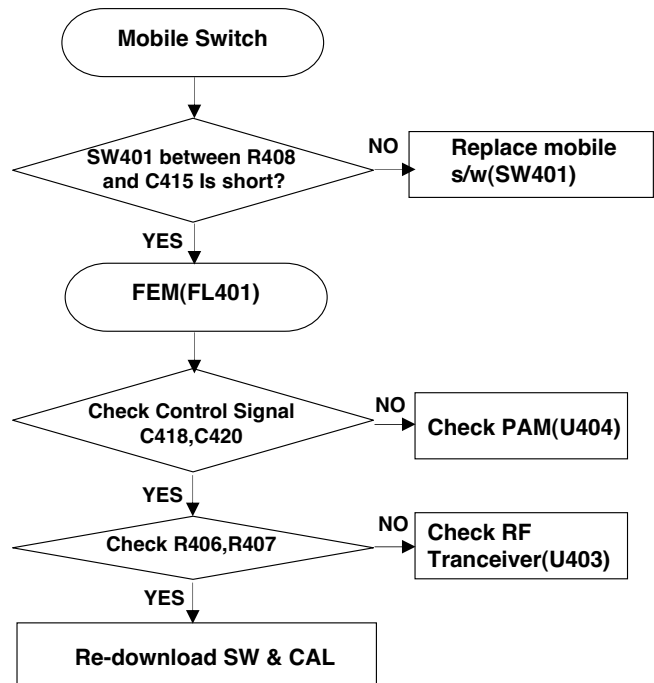 Mobile Switch
SW401 between R408
and C415 Is short?
NO
Replace mobile
s/w(SW401)
YES
FEM(FL401)
Check Control Signal
C418,C420
NO
Check PAM(U404)
YES
Check R406,R407
NO
Check RF
Tranceiver(U403)
YES
Re-download SW & CAL